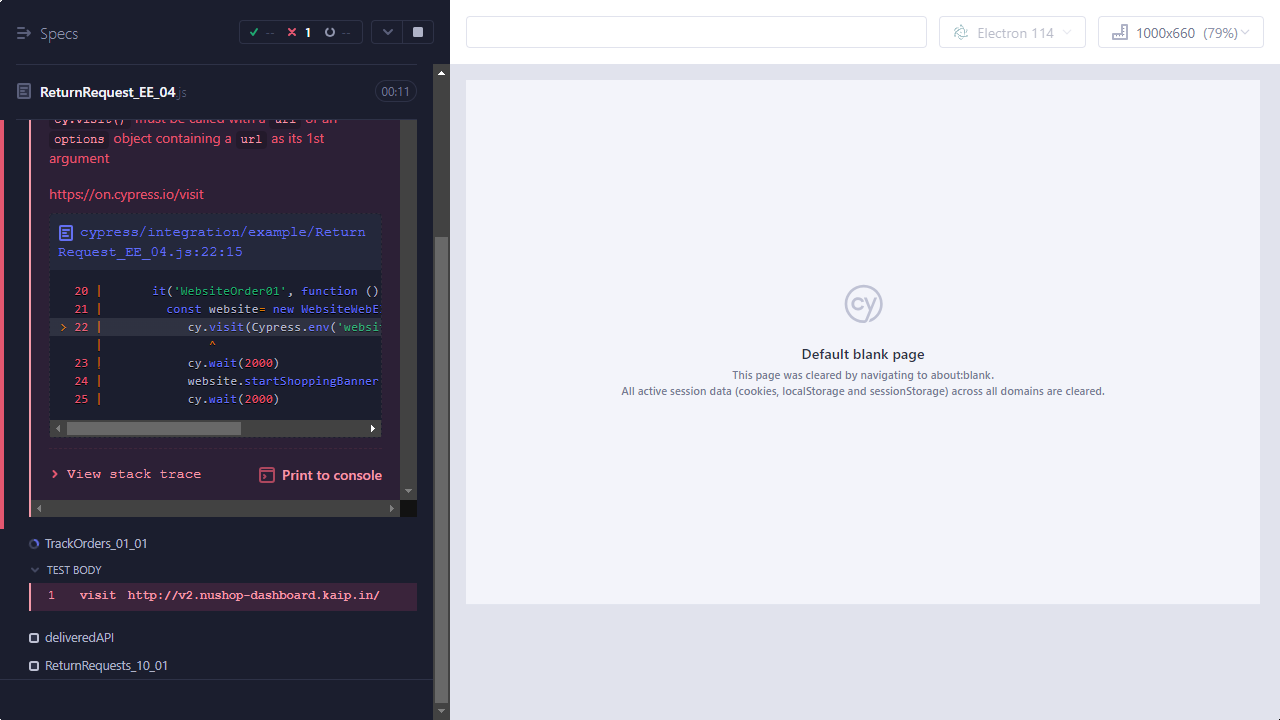 Specs
-- 1 --
Electron 114
1000x660 (79%)
ReturnRequest_EE_04.js
00:11
cy.visit() must be called with a url or an
options object containing a url as its 1st
argument
https://on.cypress.io/visit
cypress/integration/example/Return
Request_EE_04.js:22:15
20 | it('WebsiteOrder01', function ()
21 | const website= new WebsiteWebE
> 22 | cy.visit(Cypress.env('websi
| ^
23 | cy.wait(2000)
24 | website.startShoppingBanner
25 | cy.wait(2000)
View stack trace
Print to console
TrackOrders_01_01
TEST BODY
1 visit http://v2.nushop-dashboard.kaip.in/
deliveredAPI
ReturnRequests_10_01
cy
Default blank page
This page was cleared by navigating to about:blank.
All active session data (cookies, localStorage and sessionStorage) across all domains are cleared.